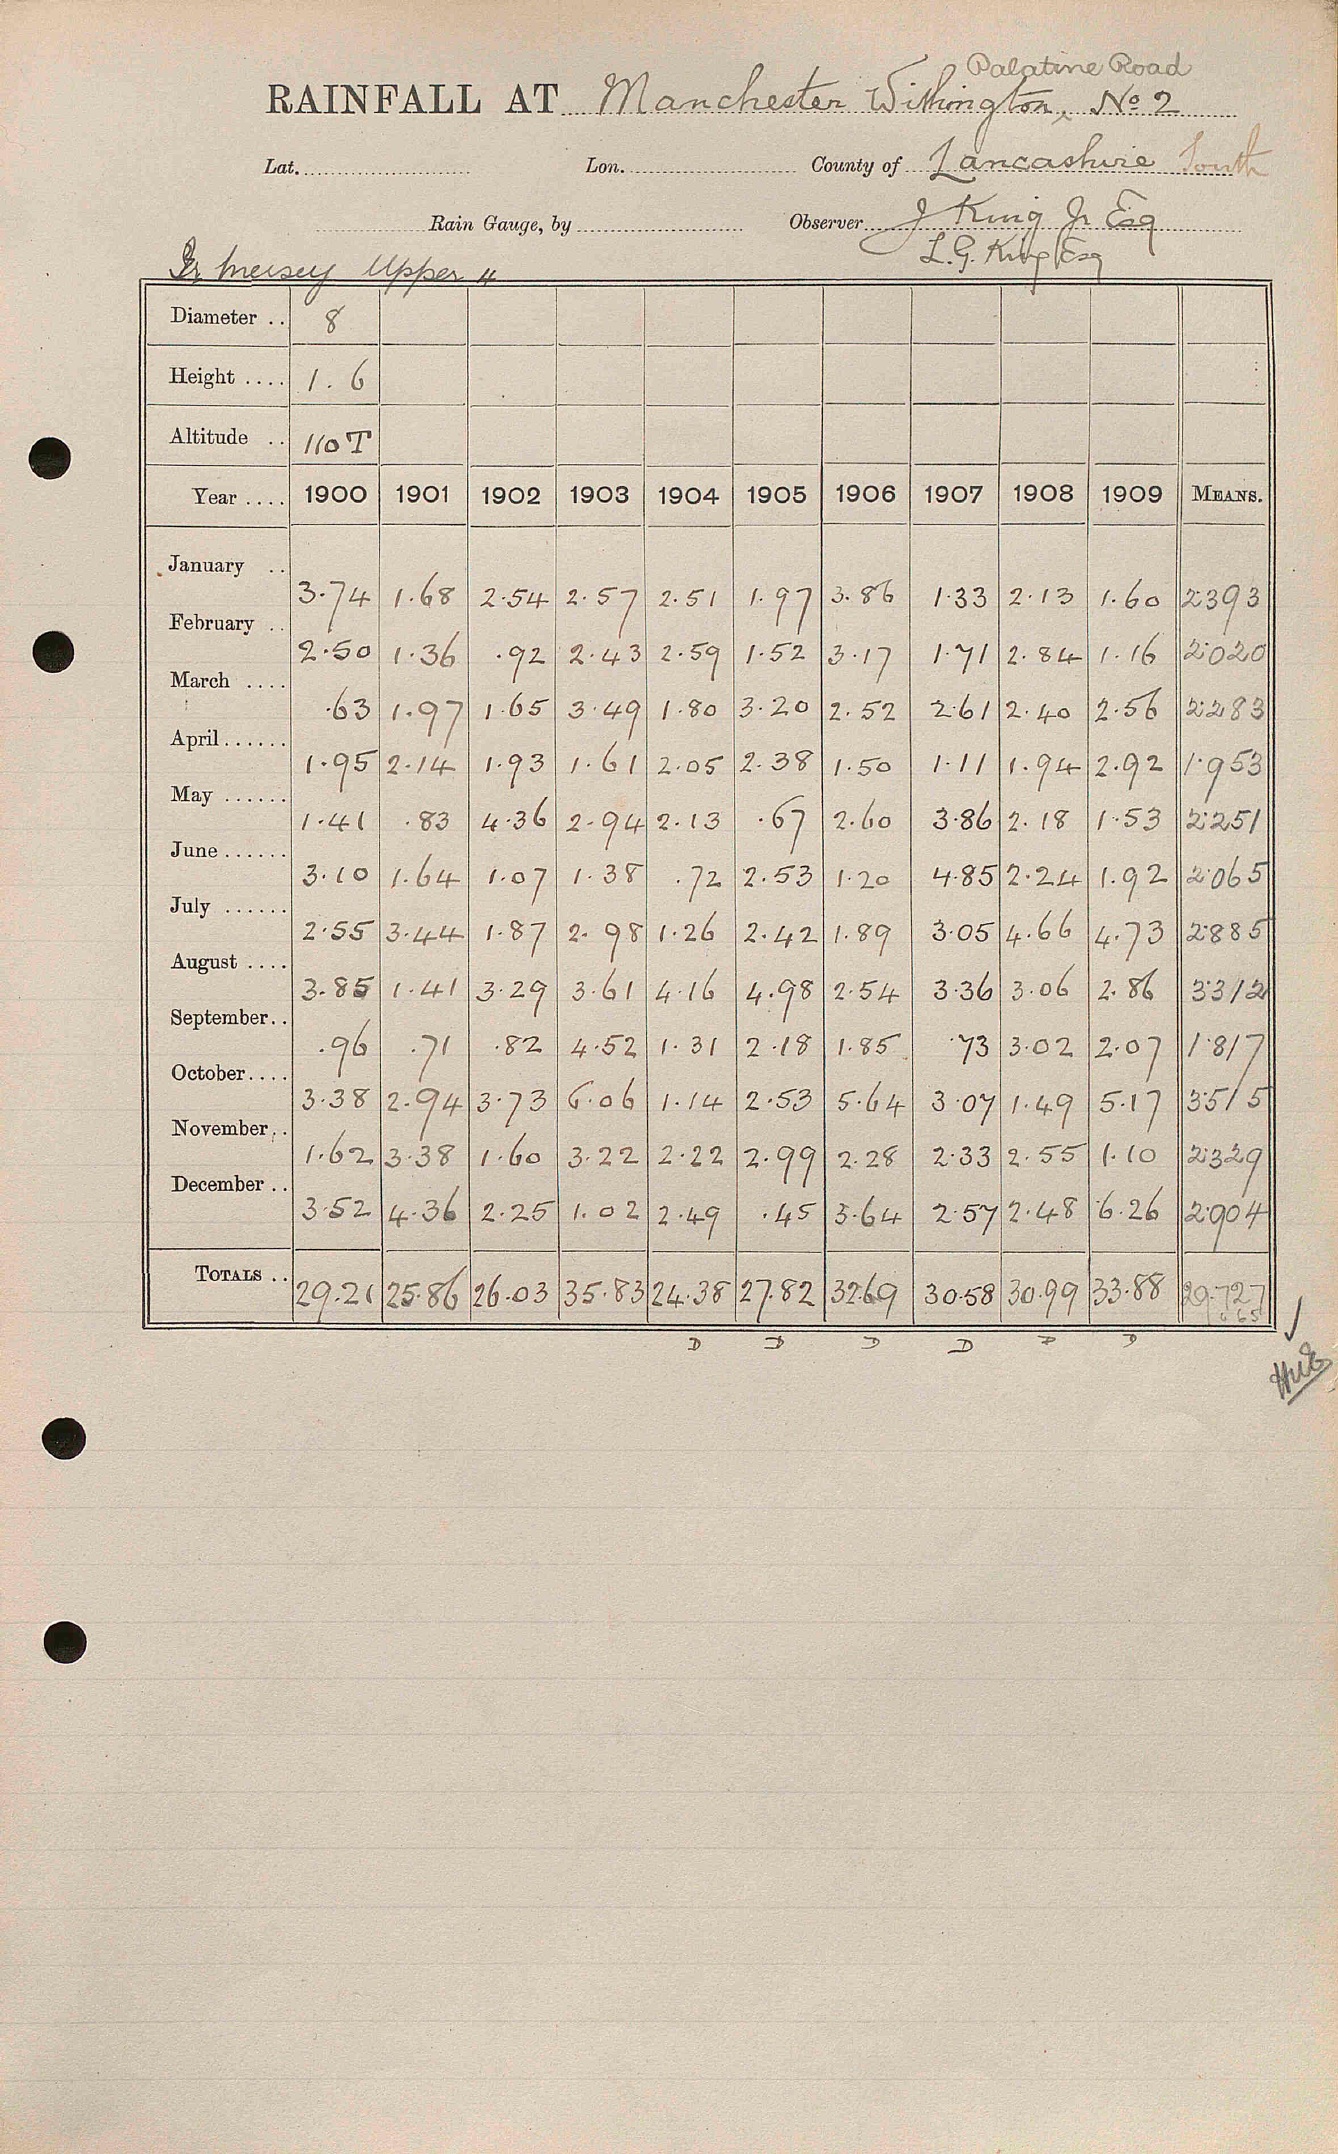 Palatine Road
RAINFALL AT Manchester Withington, No 2
Lat. Lon. County of Lancashire South
Rain Gauge, by Observer J King Jr Esq
L.G. King Esq
Mersey Upper "
Diameter .. 8
Height .... 1.6
Altitude .. 110 T
Year .... 1900 1901 1902 1903 1904 1905 1906 1907 1908 1909 MEANS.
January .. 3.74 1.68 2.54 2.57 2.51 1.97 3.86 1.33 2.13 1.60 2.393
February .. 2.50 1.36 .92 2.43 2.59 1.52 3.17 1.71 2.84 1.16 2.020
March .... .63 1.97 1.65 3.49 1.80 3.20 2.52 2.61 2.40 2.56 2.283
April...... 1.95 2.14 1.93 1.61 2.05 2.38 1.50 1.11 1.94 2.92 1.953
May ...... 1.41 .83 4.36 2.94 2.13 .67 2.60 3.86 2.18 1.53 2.251
June...... 3.10 1.64 1.07 1.38 .72 2.53 1.20 4.85 2.24 1.92 2.065
July ...... 2.55 3.44 1.87 2.98 1.26 2.42 1.89 3.05 4.66 4.73 2.885
August .... 3.85 1.41 3.29 3.61 4.16 4.98 2.54 3.36 3.06 2.86 3.312
September.. .96 .71 .82 4.52 1.31 2.18 1.85 .73 3.02 2.07 1.817
October.... 3.38 2.94 3.73 6.06 1.14 2.53 5.64 3.07 1.49 5.17 3.515
November.. 1.62 3.38 1.60 3.22 2.22 2.99 2.28 2.33 2.55 1.10 2.329
December .. 3.52 4.36 2.25 1.02 2.49 .45 3.64 2.57 2.48 6.26 2.904
TOTALS .. 29.21 25.86 26.03 35.83 24.38 27.82 32.69 30.58 30.99 33.88 29.727
D D D D D D